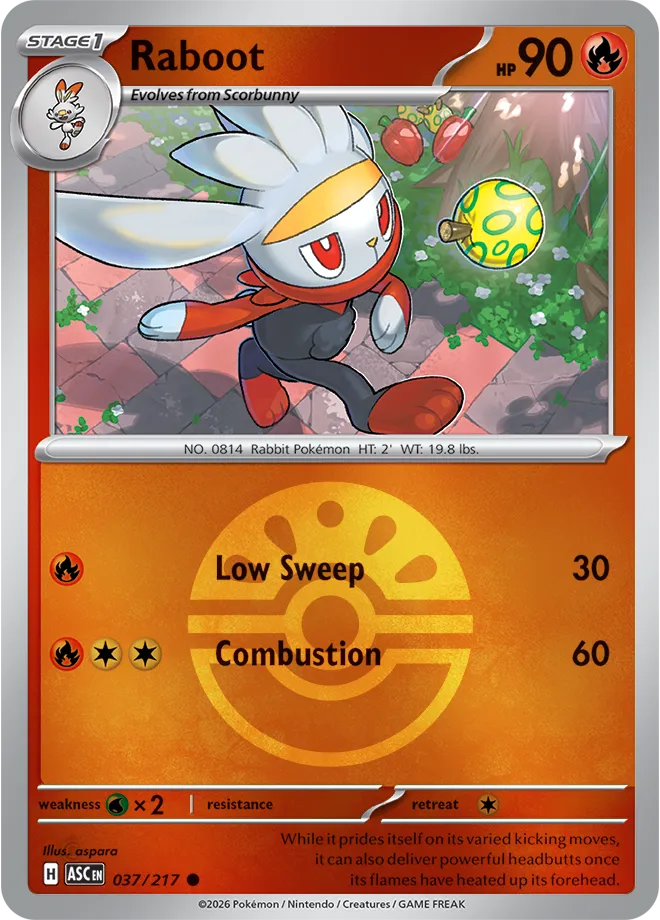 STAGE 1
Raboot
HP 90
Evolves from Scorbunny
NO. 0814 Rabbit Pokémon HT: 2' WT: 19.8 lbs.
Low Sweep 30
Combustion 60
weakness ×2 resistance retreat
Illus. aspara
While it prides itself on its varied kicking moves,
it can also deliver powerful headbutts once
its flames have heated up its forehead.
H ASC EN 037/217
©2026 Pokémon / Nintendo / Creatures / GAME FREAK